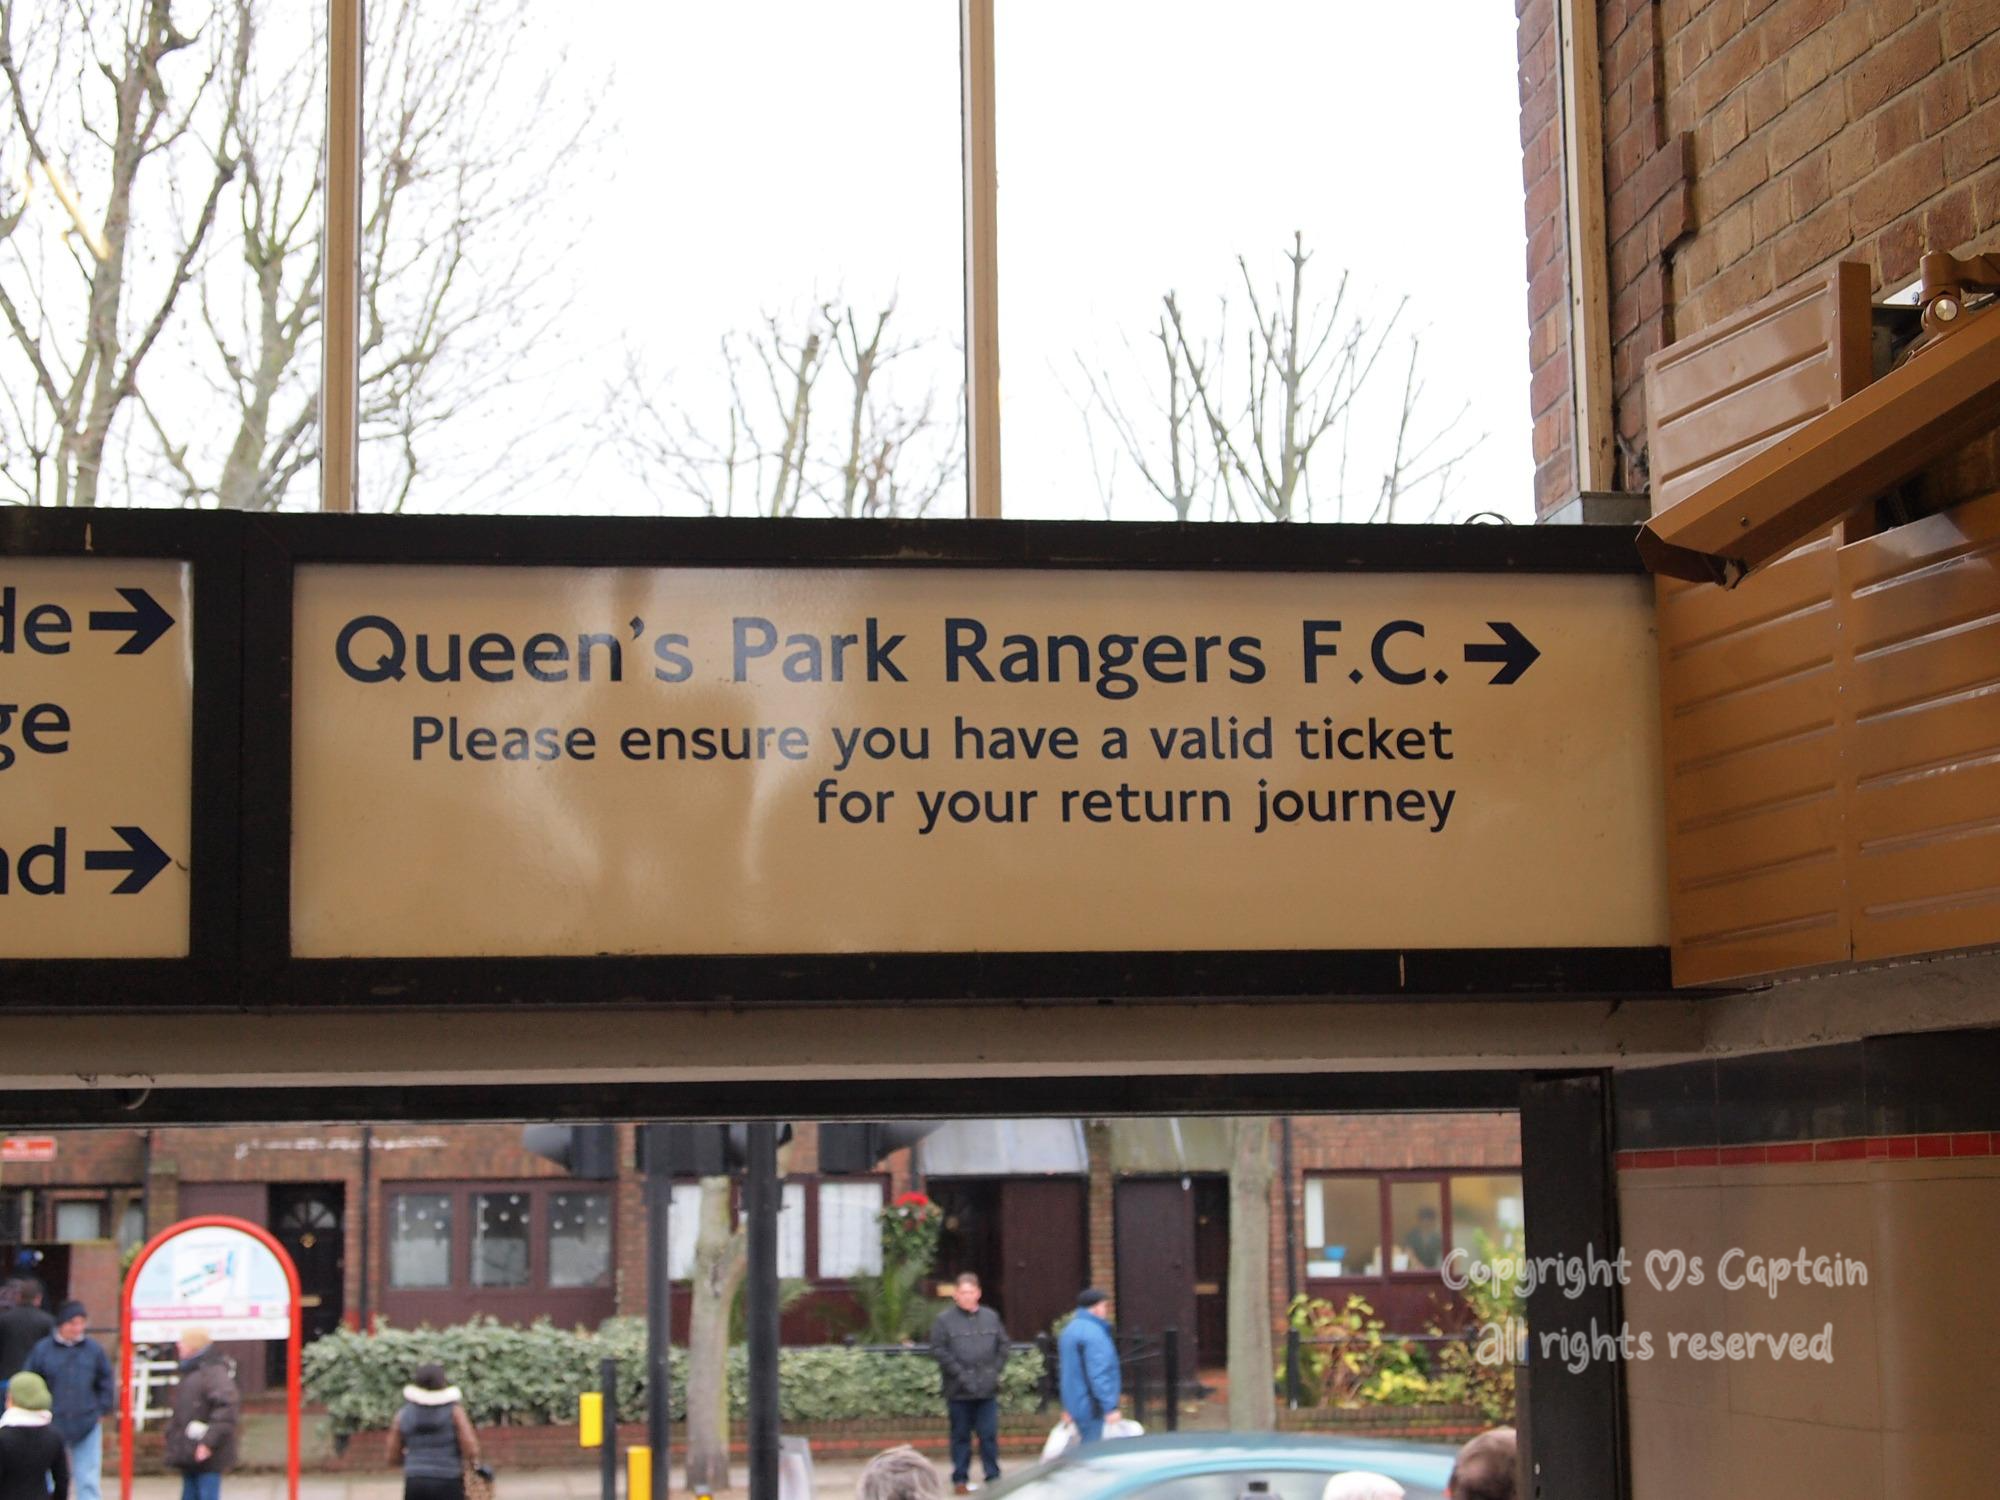 de →
ge
nd →
Queen's Park Rangers F.C. →
Please ensure you have a valid ticket
for your return journey
Copyright ♡s Captain
all rights reserved